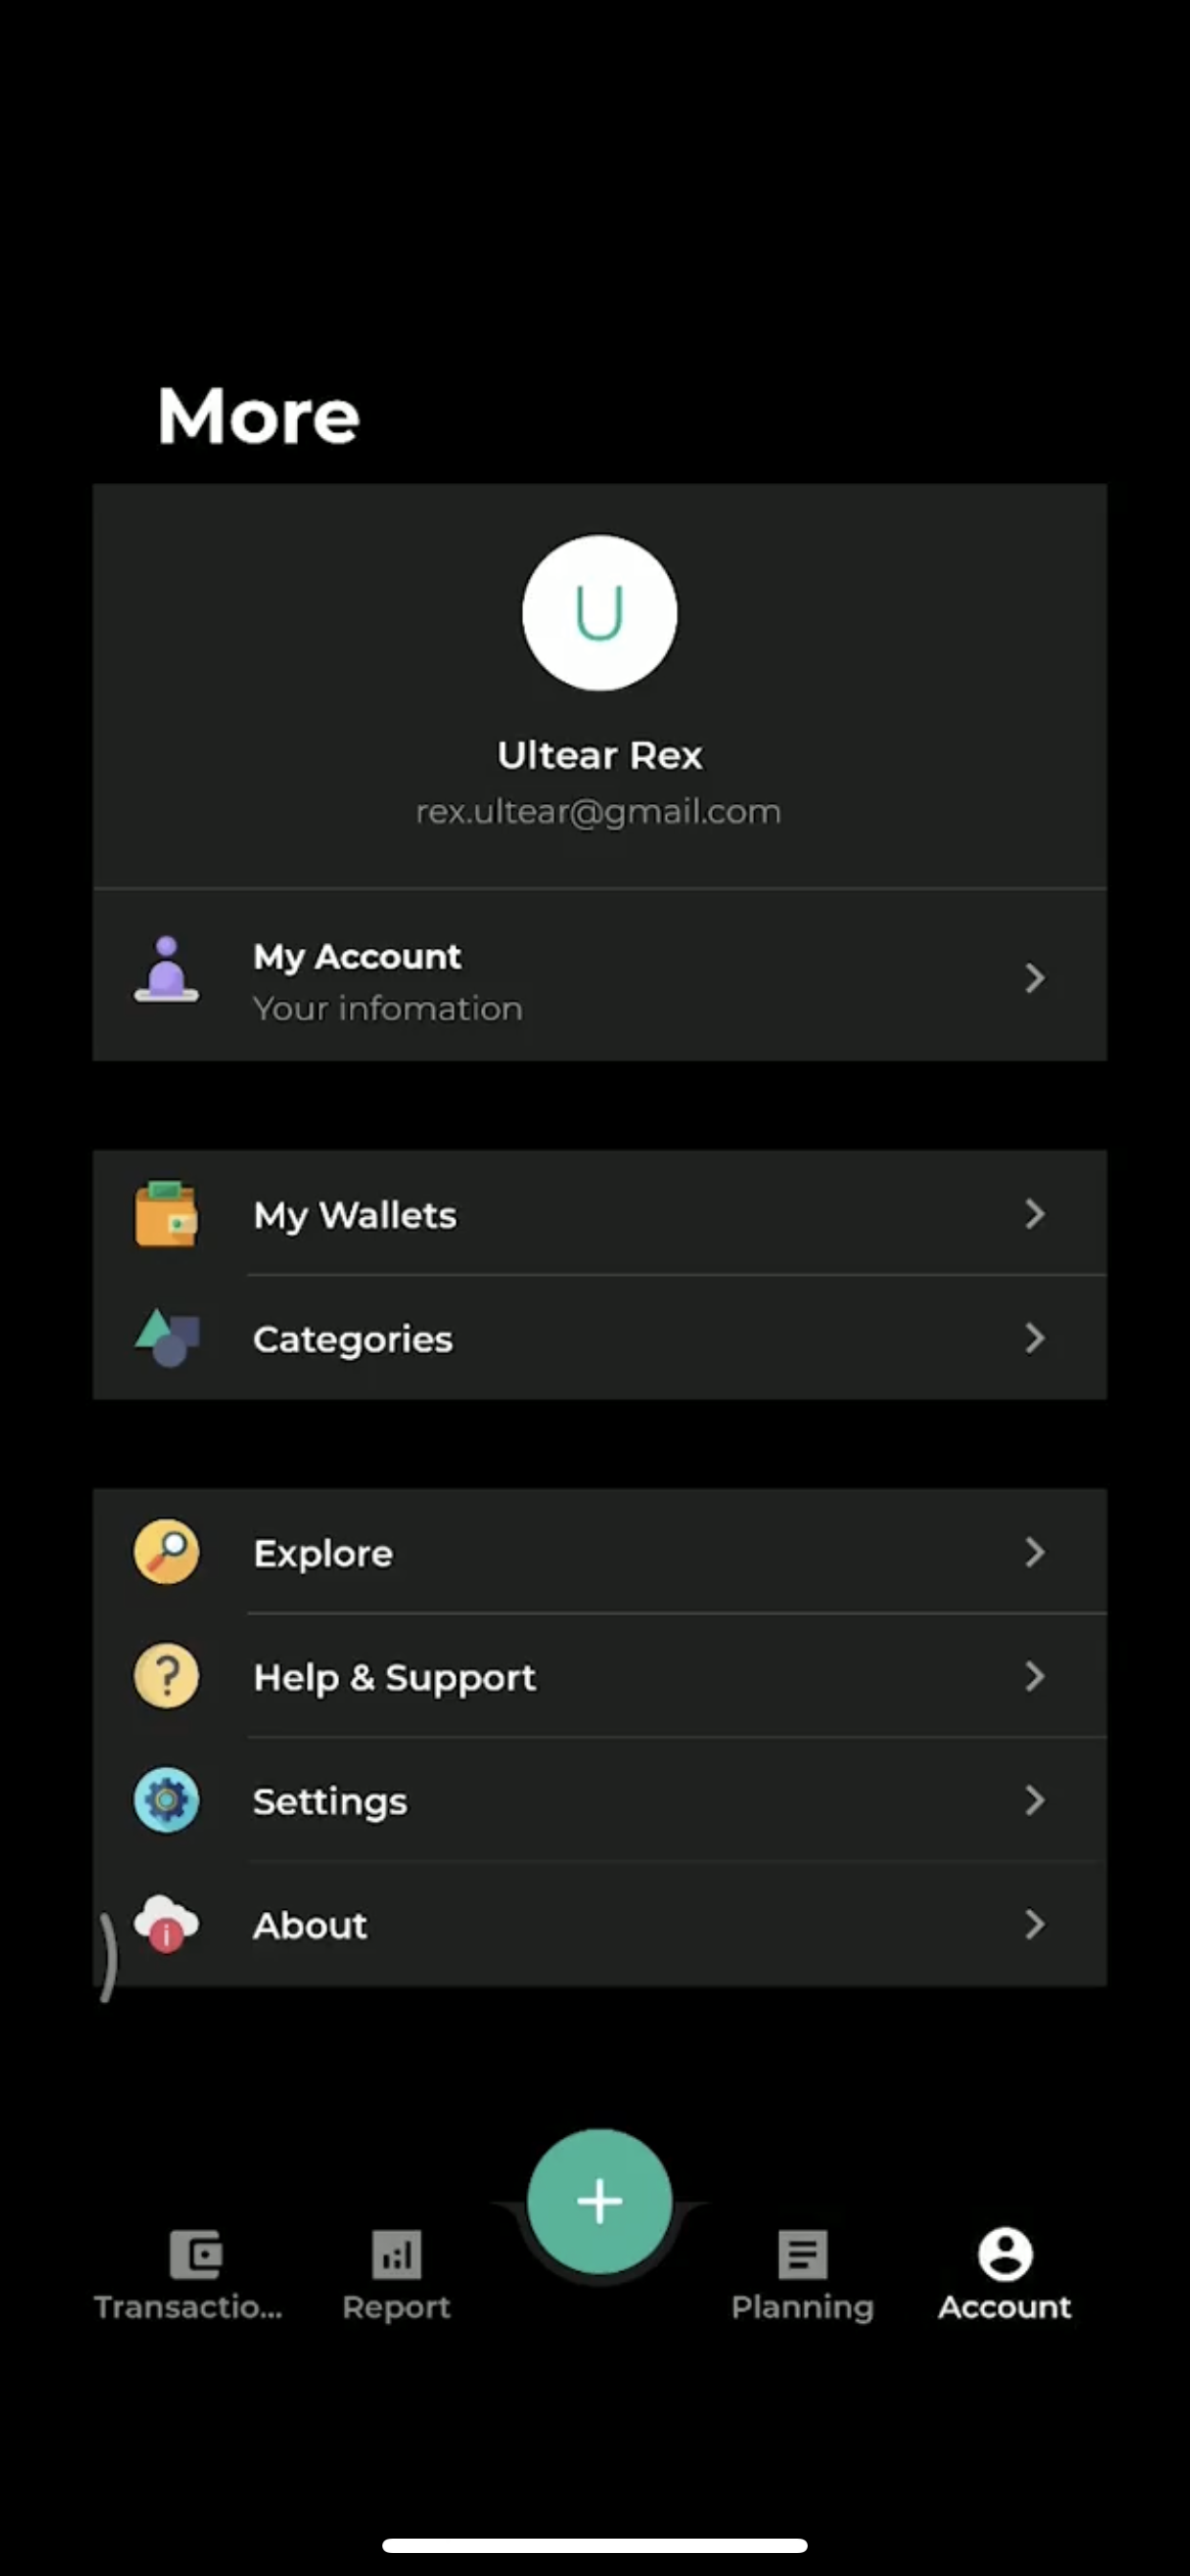 More
U
Ultear Rex
rex.ultear@gmail.com
My Account
Your infomation
My Wallets
Categories
Explore
?
Help & Support
Settings
i
About
+
Transactio...
Report
Planning
Account